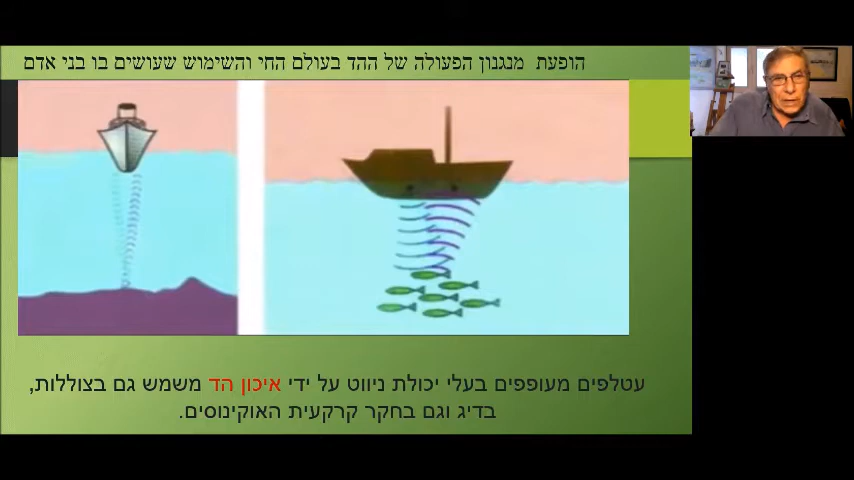 הופעת מנגנון הפעולה של ההד בעולם החי והשימוש שעושים בו בני אדם
עטלפים מעופפים בעלי יכולת ניווט על ידי איכון הד משמש גם בצוללות,
בדיג וגם בחקר קרקעית האוקינוסים.